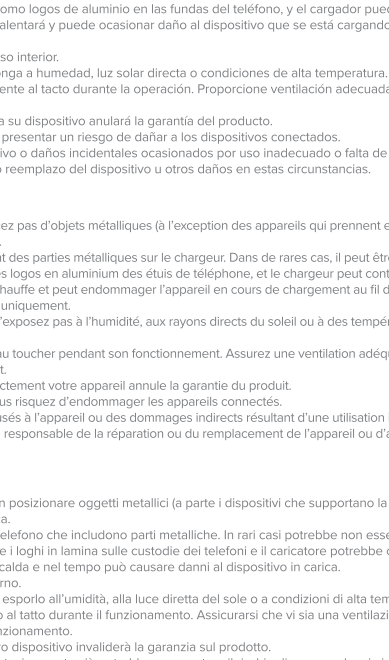 omo logos de aluminio en las fundas del teléfono, y el cargador pued
alentará y puede ocasionar daño al dispositivo que se está cargando
so interior.
onga a humedad, luz solar directa o condiciones de alta temperatura.
ente al tacto durante la operación. Proporcione ventilación adecuada
a su dispositivo anulará la garantía del producto.
presentar un riesgo de dañar a los dispositivos conectados.
ivo o daños incidentales ocasionados por uso inadecuado o falta de
o reemplazo del dispositivo u otros daños en estas circunstancias.
ez pas d’objets métalliques (à l’exception des appareils qui prennent e
.
nt des parties métalliques sur le chargeur. Dans de rares cas, il peut êtr
es logos en aluminium des étuis de téléphone, et le chargeur peut cont
hauffe et peut endommager l’appareil en cours de chargement au fil d
uniquement.
’exposez pas à l’humidité, aux rayons directs du soleil ou à des tempér
au toucher pendant son fonctionnement. Assurez une ventilation adéqu
t.
ctement votre appareil annule la garantie du produit.
us risquez d’endommager les appareils connectés.
usés à l’appareil ou des dommages indirects résultant d’une utilisation
responsable de la réparation ou du remplacement de l’appareil ou d’a
n posizionare oggetti metallici (a parte i dispositivi che supportano la
a.
elefono che includono parti metalliche. In rari casi potrebbe non esse
e i loghi in lamina sulle custodie dei telefoni e il caricatore potrebbe c
calda e nel tempo può causare danni al dispositivo in carica.
rno.
esporlo all’umidità, alla luce diretta del sole o a condizioni di alta tem
o al tatto durante il funzionamento. Assicurarsi che vi sia una ventilazi
nzionamento.
ro dispositivo invaliderà la garanzia sul prodotto.